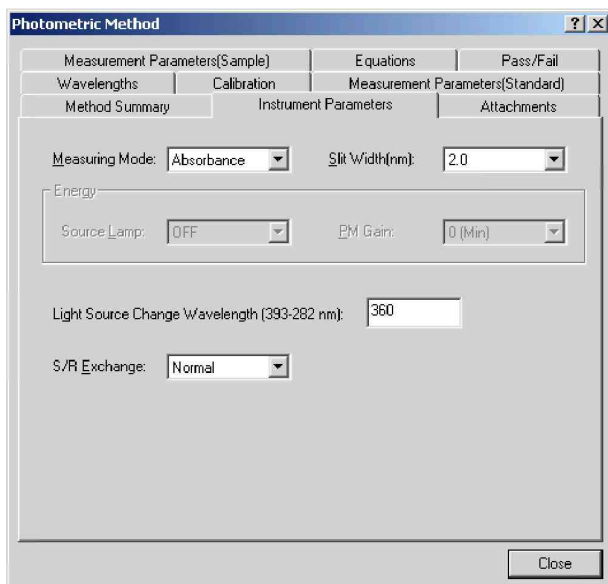 Photometric Method
Measurement Parameters(Sample) Equations Pass/Fail
Wavelengths Calibration Measurement Parameters(Standard)
Method Summary Instrument Parameters Attachments
Measuring Mode: Absorbance Slit Width(nm): 2.0
Energy
Source Lamp: OFF PM Gain: 0 (Min)
Light Source Change Wavelength (393-282 nm): 360
S/R Exchange: Normal
Close